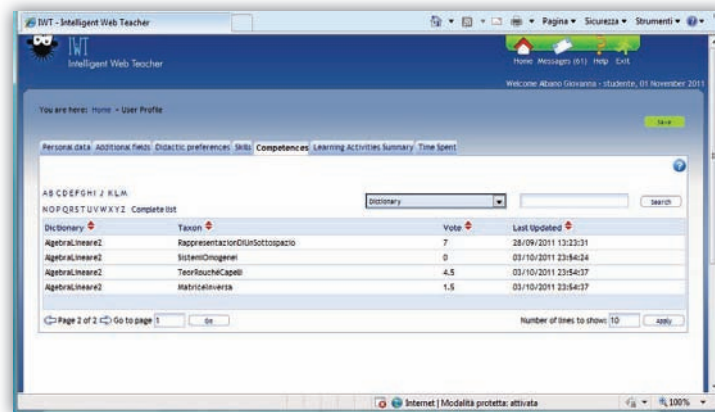 IWT - Intelligent Web Teacher
Pagina Sicurezza Strumenti
IWT
Intelligent Web Teacher
Home Messages (61) Help Exit
Welcome Abano Giovanna - studente, 01 November 2011
You are here: Home - User Profile
Save
Personal data Additional fields Didactic preferences Skills Competences Learning Activities Summary Time Spent
A B C D E F G H I J K L M
N O P Q R S T U V W X Y Z Complete list
Dictionary
Search
Dictionary Taxon Vote Last Updated
AlgebraLineare2 RappresentazionDiUnSottospazio 7 28/09/2011 13:23:31
AlgebraLineare2 SistemiOmogenei 0 03/10/2011 23:54:24
AlgebraLineare2 TeorRouchéCapelli 4.5 03/10/2011 23:54:37
AlgebraLineare2 MatriceInversa 1.5 03/10/2011 23:54:37
Page 2 of 2 Go to page 1 Go
Number of lines to show: 10 apply
Internet | Modalità protetta: attivata
100%